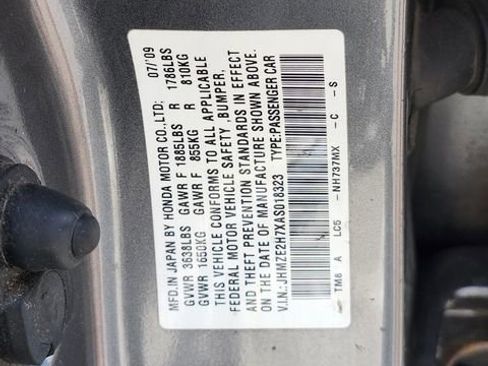 MFD.IN JAPAN BY HONDA MOTOR CO.,LTD. 07/'09
GVWR 3638LBS GAWR F 1885LBS R 1786LBS
GVWR 1650KG GAWR F 855KG R 810KG
THIS VEHICLE CONFORMS TO ALL APPLICABLE
FEDERAL MOTOR VEHICLE SAFETY ,BUMPER,
AND THEFT PREVENTION STANDARDS IN EFFECT
ON THE DATE OF MANUFACTURE SHOWN ABOVE.
V.I.N.:JHMZE2H7XAS018323 TYPE:PASSENGER CAR
TM8 A LC5 -NH737MX -C -S